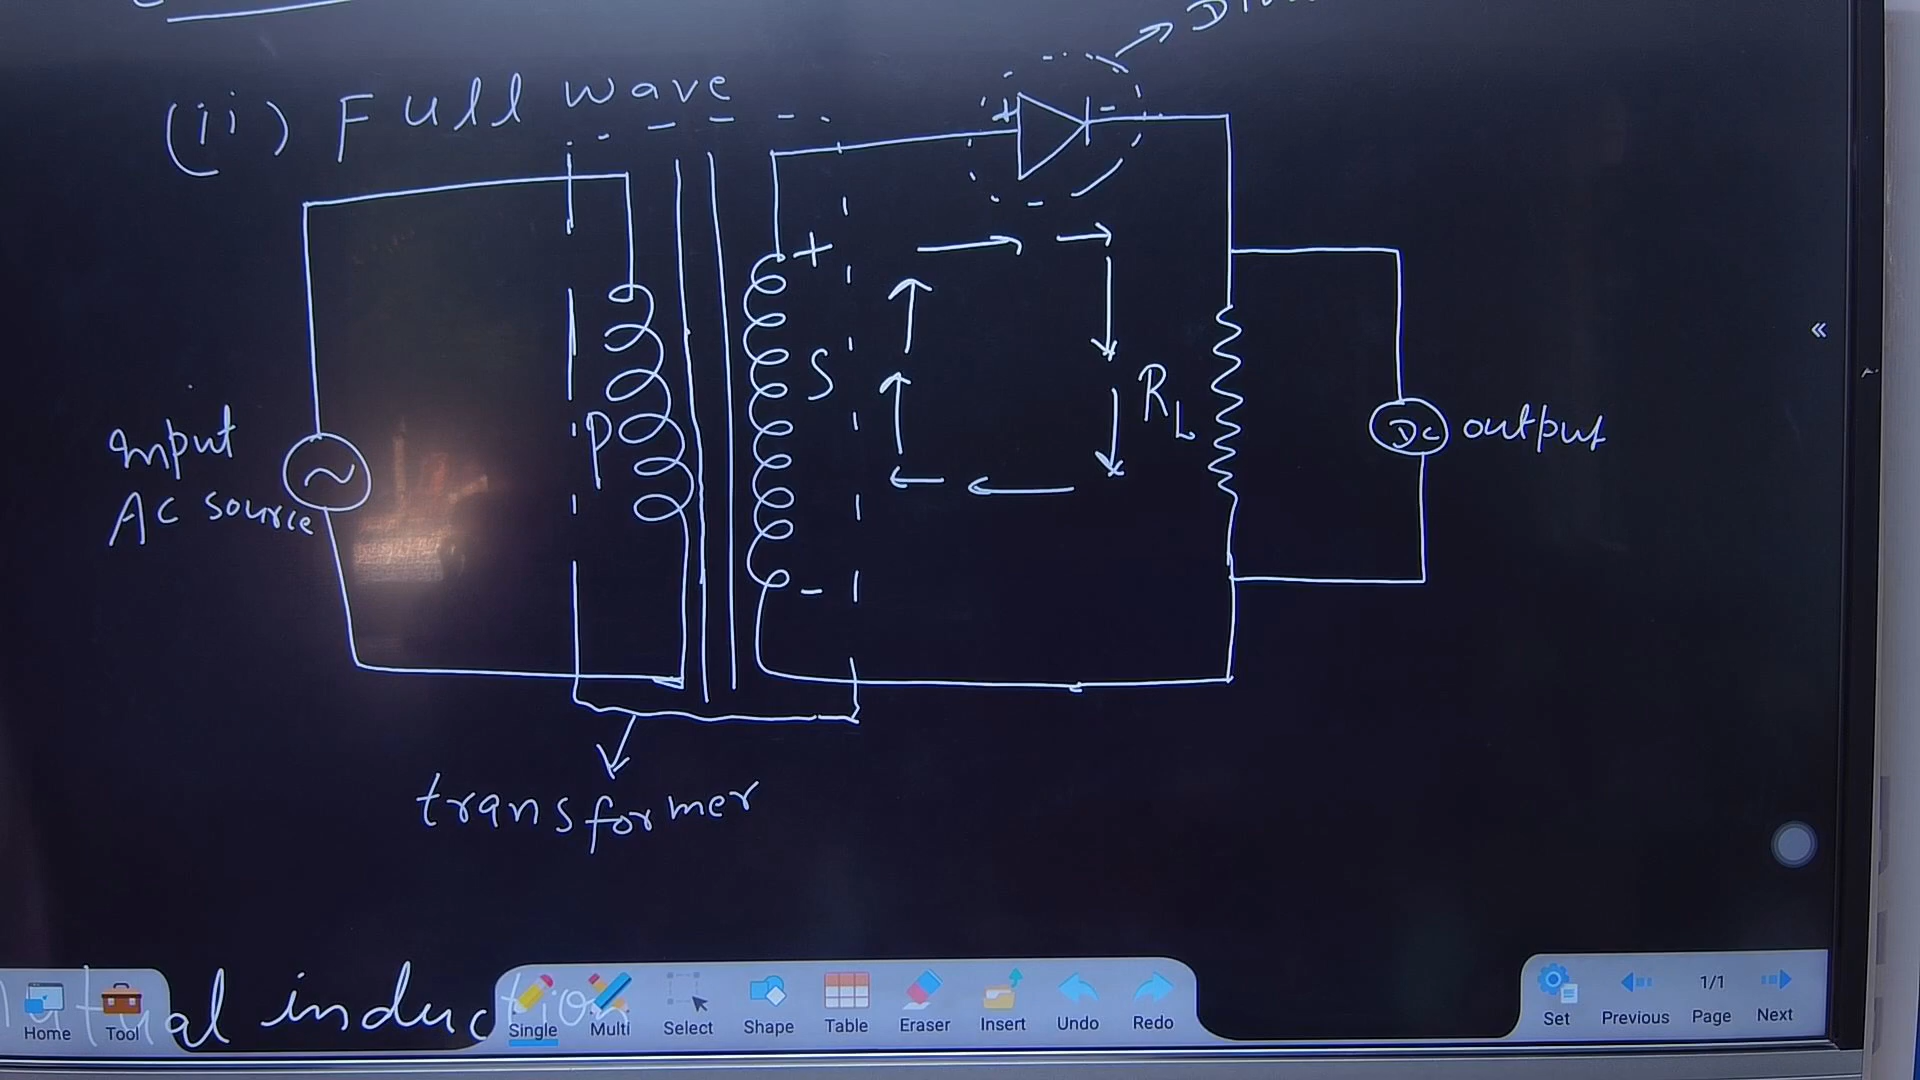 (ii) Full wave
+
-
+
S
P
-
RL
Input
AC source
DC output
transformer
induction
Home
Tool
Single
Multi
Select
Shape
Table
Eraser
Insert
Undo
Redo
Set
Previous
1/1
Page
Next